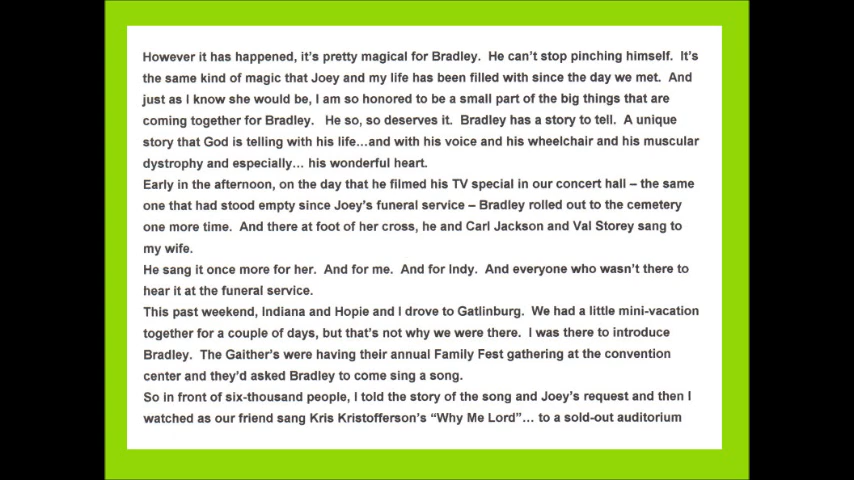 However it has happened, it's pretty magical for Bradley.  He can't stop pinching himself.  It's
the same kind of magic that Joey and my life has been filled with since the day we met.  And
just as I know she would be, I am so honored to be a small part of the big things that are
coming together for Bradley.   He so, so deserves it.  Bradley has a story to tell.  A unique
story that God is telling with his life…and with his voice and his wheelchair and his muscular
dystrophy and especially… his wonderful heart.
Early in the afternoon, on the day that he filmed his TV special in our concert hall – the same
one that had stood empty since Joey's funeral service – Bradley rolled out to the cemetery
one more time.  And there at foot of her cross, he and Carl Jackson and Val Storey sang to
my wife.
He sang it once more for her.  And for me.  And for Indy.  And everyone who wasn't there to
hear it at the funeral service.
This past weekend, Indiana and Hopie and I drove to Gatlinburg.  We had a little mini-vacation
together for a couple of days, but that's not why we were there.  I was there to introduce
Bradley.  The Gaither's were having their annual Family Fest gathering at the convention
center and they'd asked Bradley to come sing a song.
So in front of six-thousand people, I told the story of the song and Joey's request and then I
watched as our friend sang Kris Kristofferson's "Why Me Lord"… to a sold-out auditorium